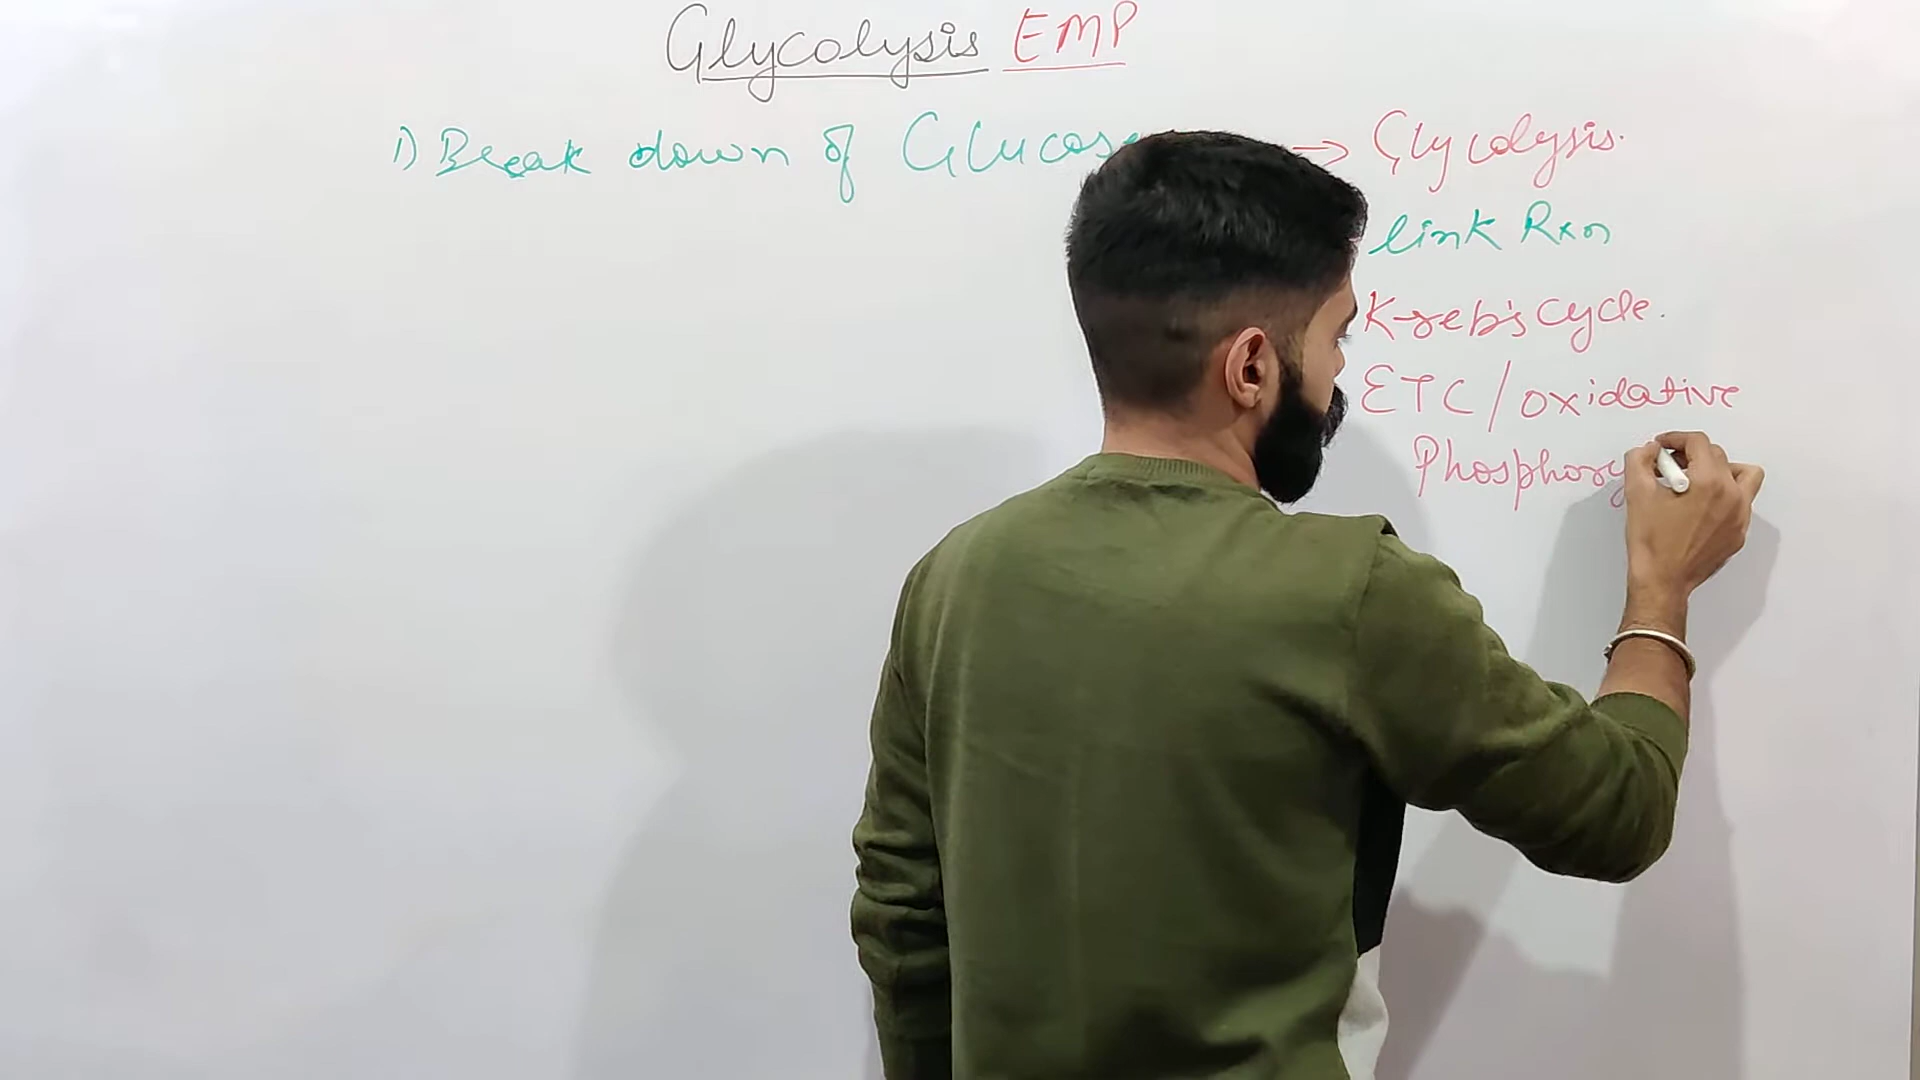 Glycolysis EMP
1) Break down of Glucose → Glycolysis.
link Rxn
Kreb's cycle.
ETC / oxidative
Phosphory